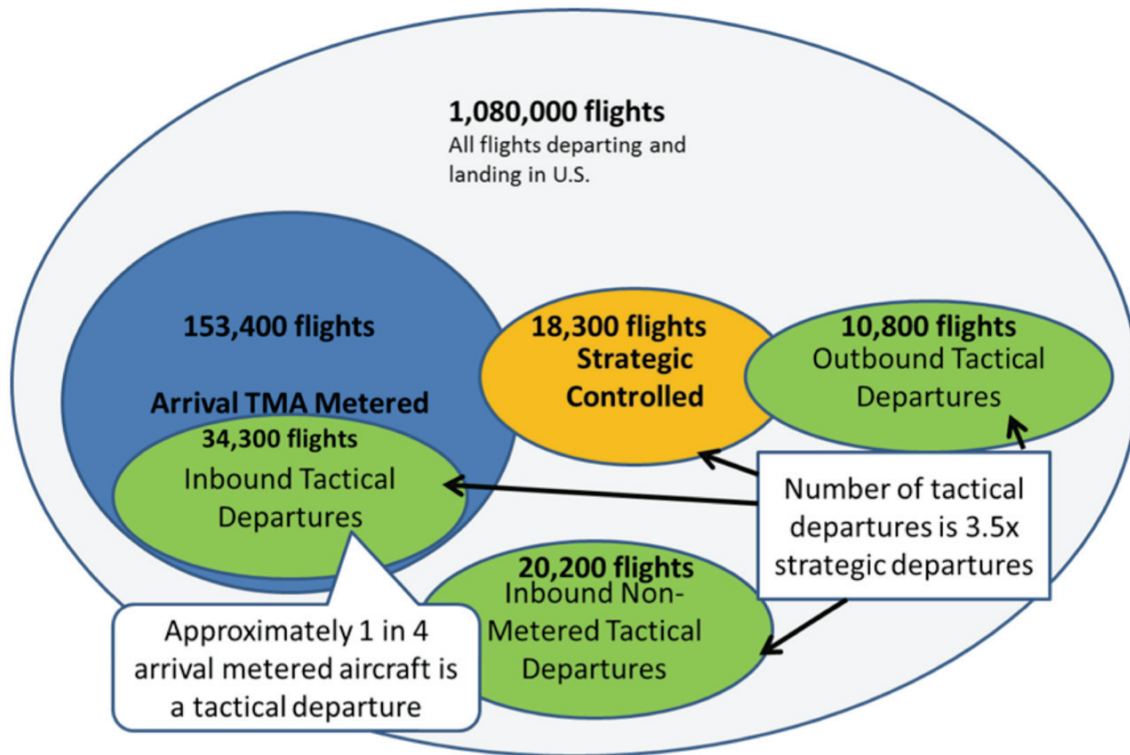 1,080,000 flights
All flights departing and
landing in U.S.
153,400 flights
Arrival TMA Metered
34,300 flights
Inbound Tactical
Departures
18,300 flights
Strategic
Controlled
10,800 flights
Outbound Tactical
Departures
Number of tactical
departures is 3.5x
strategic departures
20,200 flights
Inbound Non-
Metered Tactical
Departures
Approximately 1 in 4
arrival metered aircraft is
a tactical departure